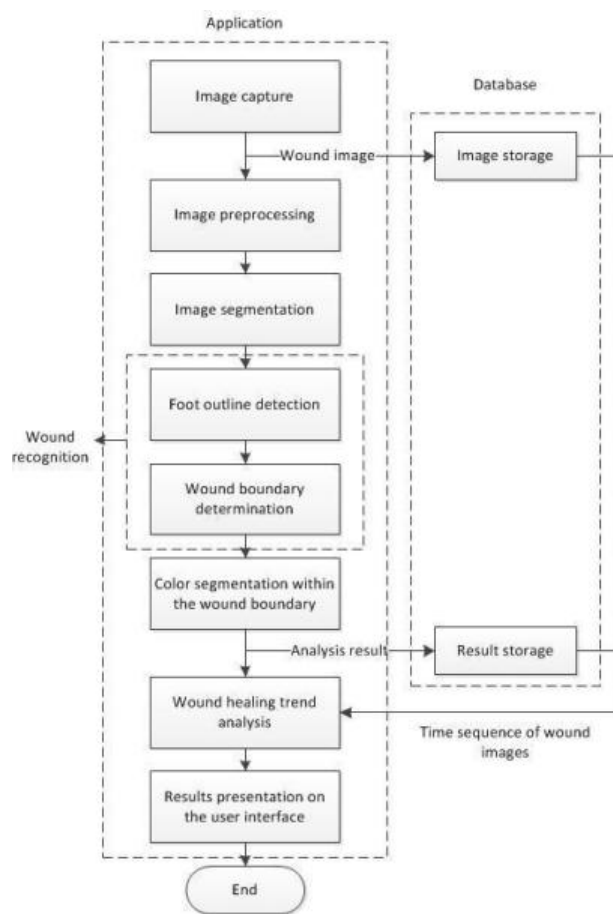 Application
Image capture
Database
Wound image
Image storage
Image preprocessing
Image segmentation
Foot outline detection
Wound
recognition
Wound boundary
determination
Color segmentation within
the wound boundary
Analysis result
Result storage
Wound healing trend
analysis
Time sequence of wound
images
Results presentation on
the user interface
End